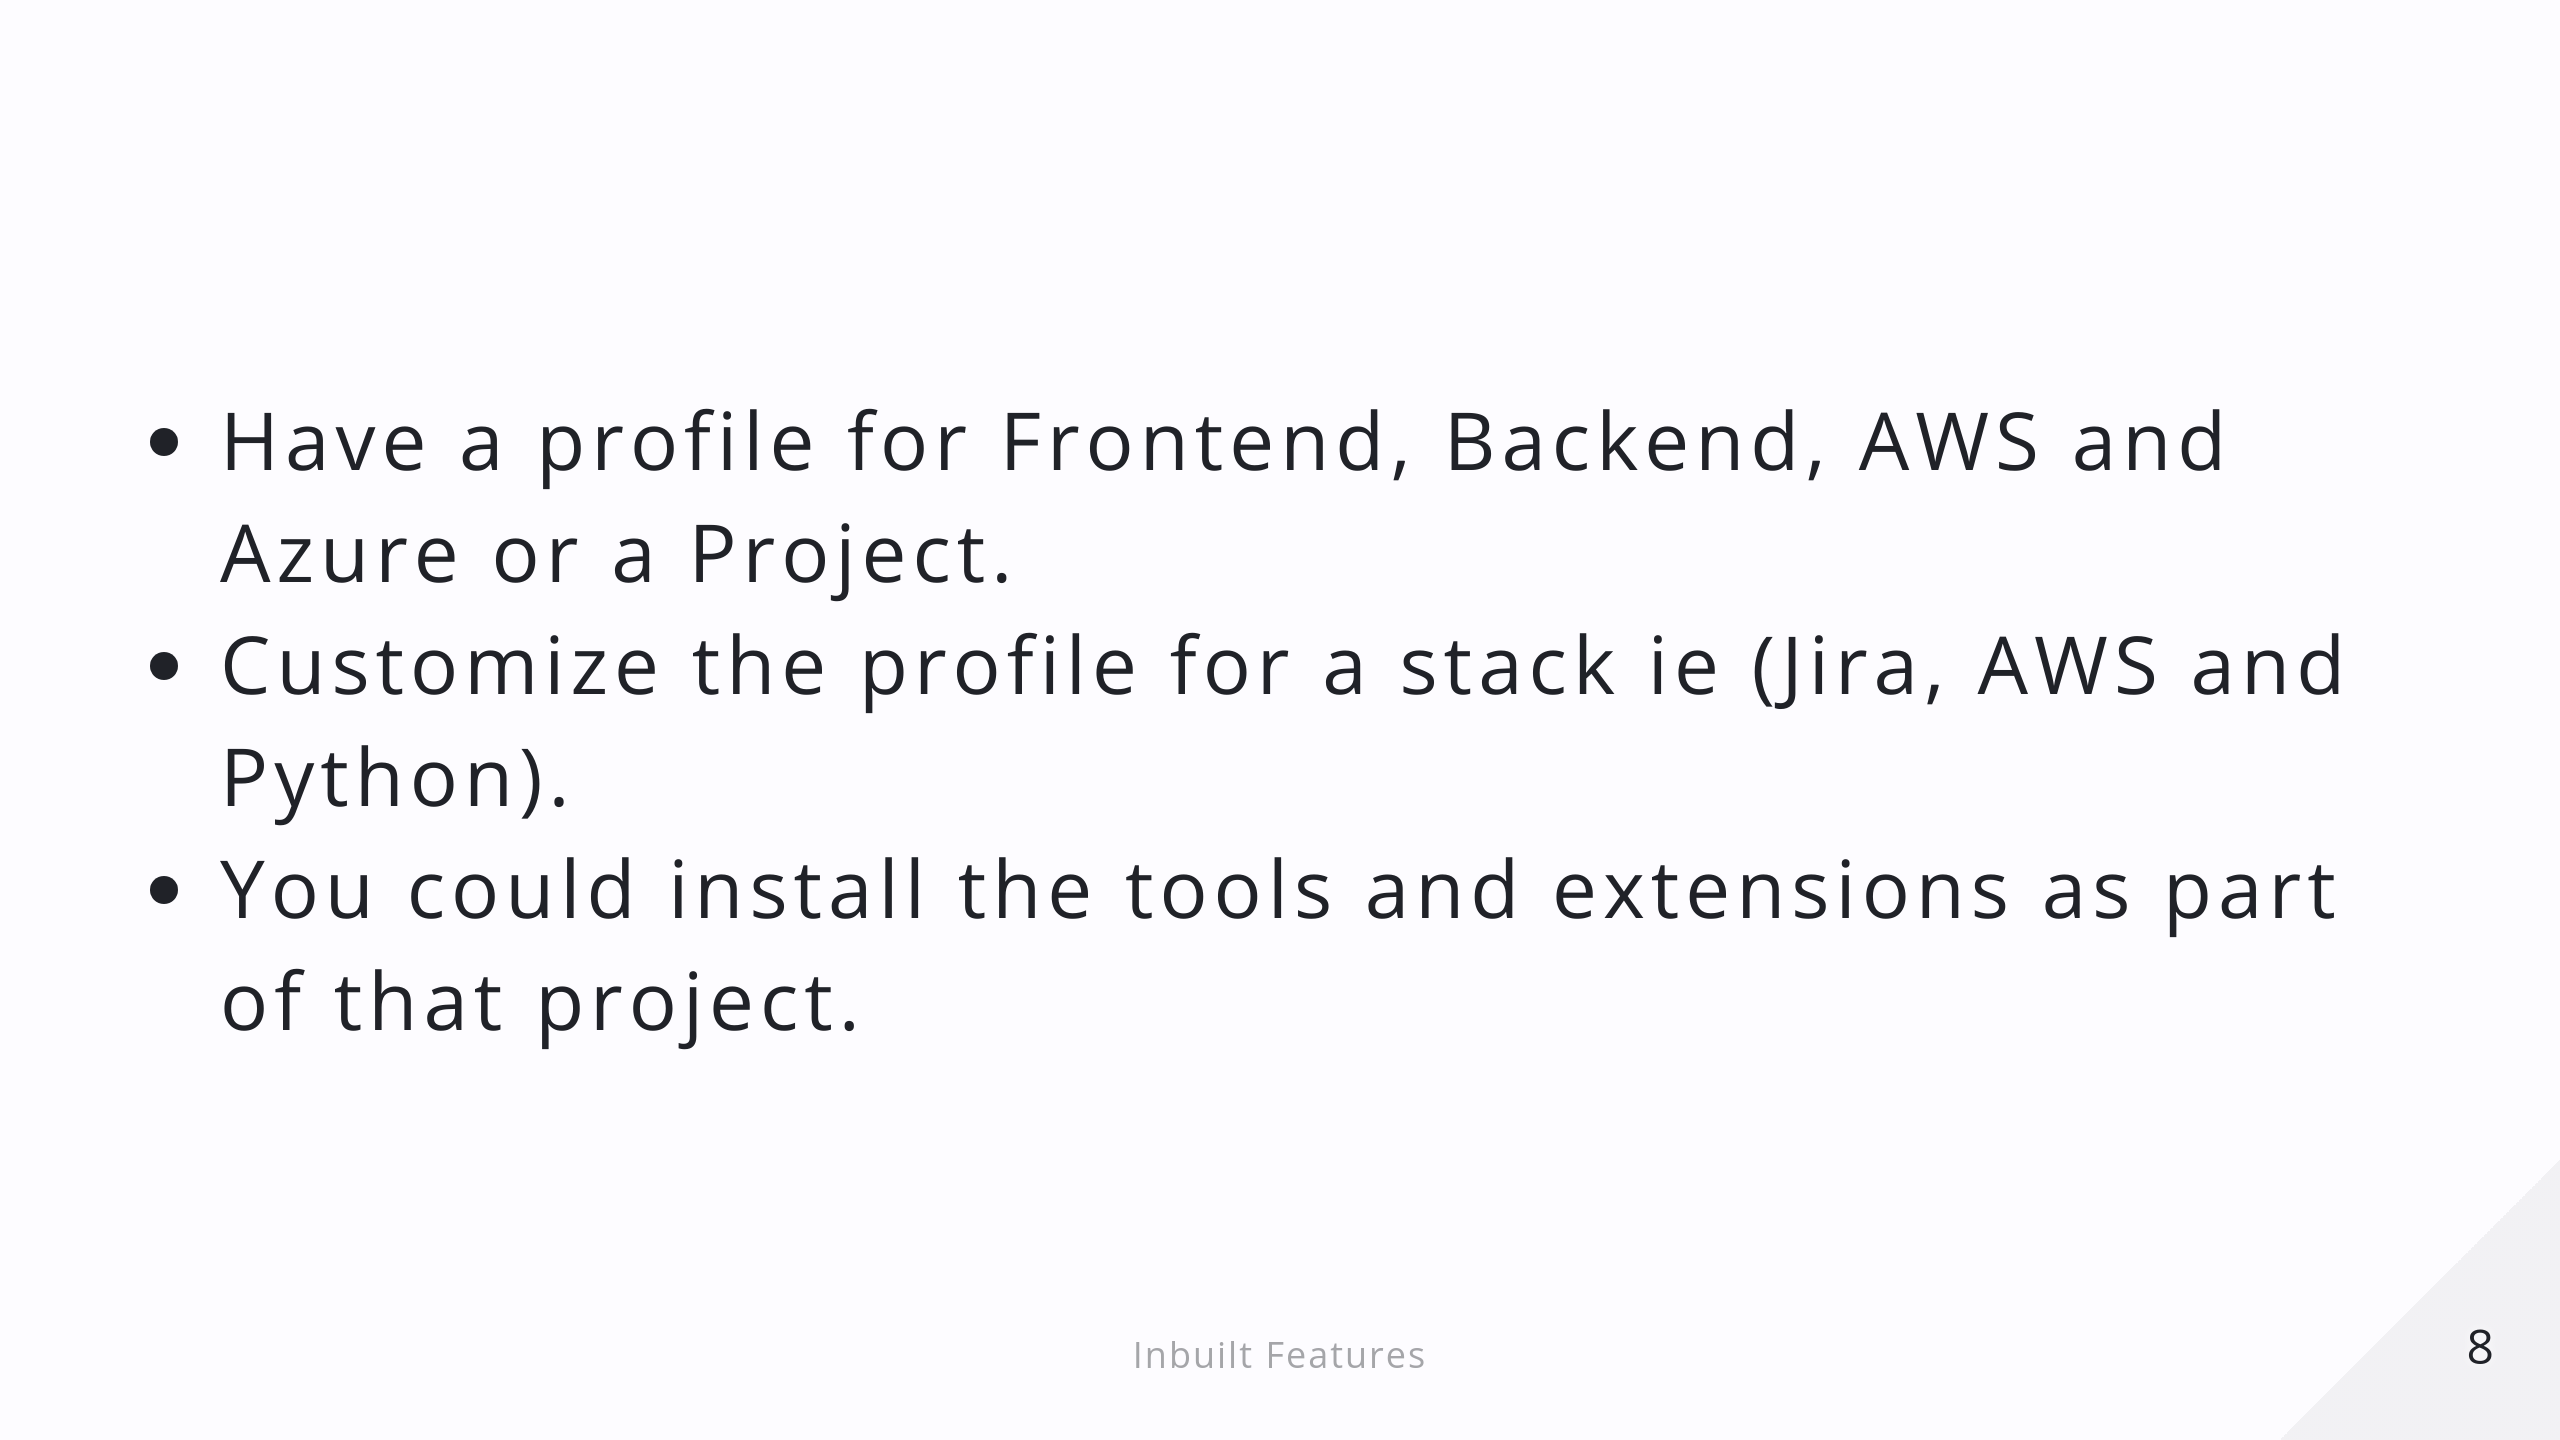 • Have a profile for Frontend, Backend, AWS and
Azure or a Project.
• Customize the profile for a stack ie (Jira, AWS and
Python).
• You could install the tools and extensions as part
of that project.
Inbuilt Features
8